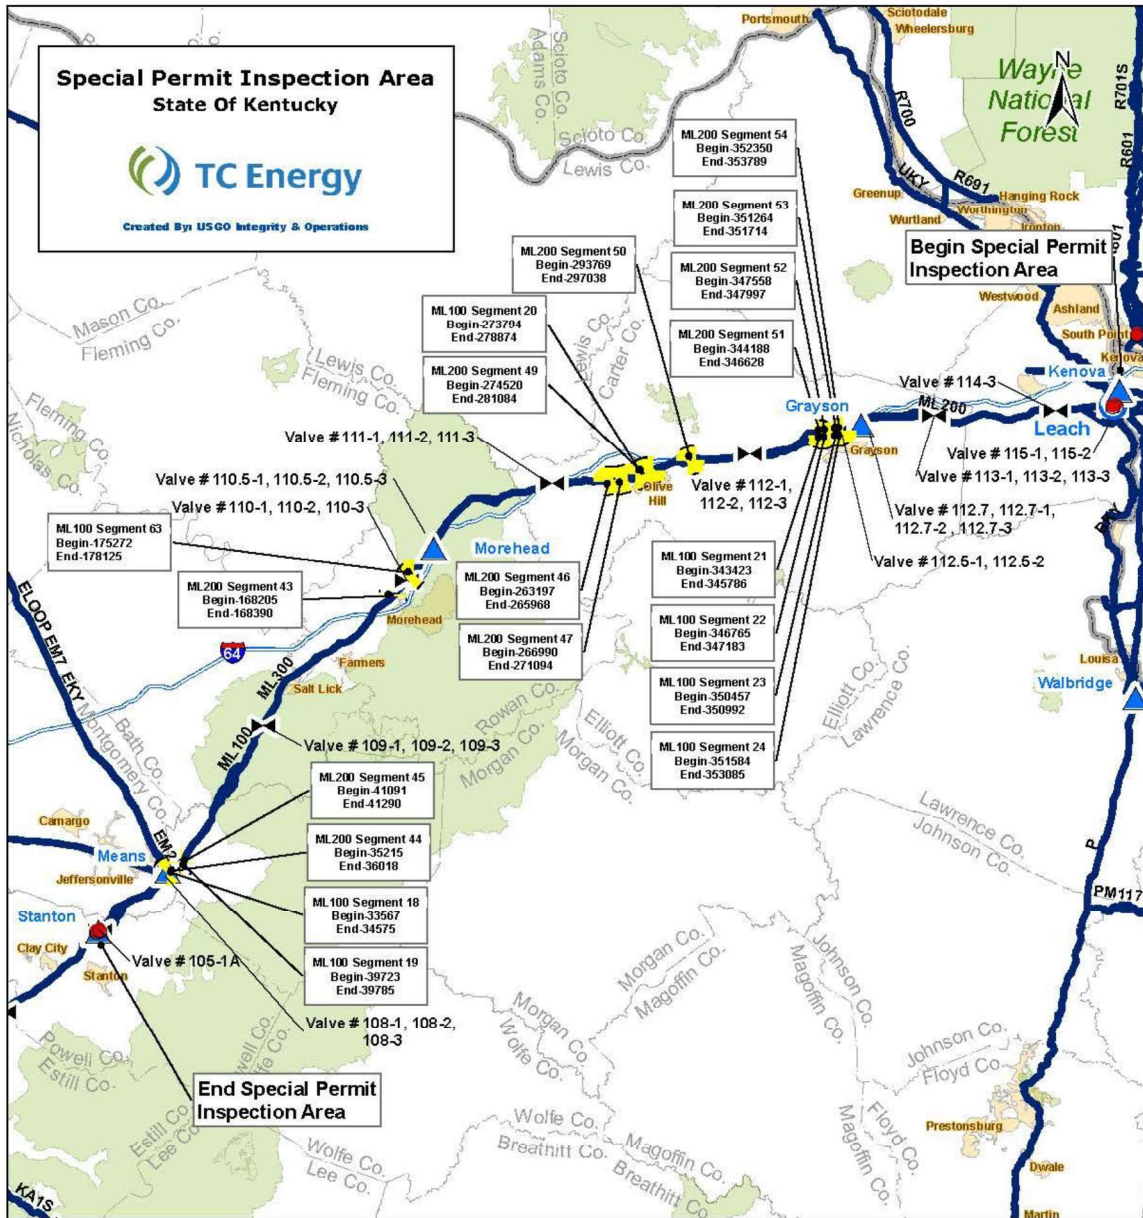 Special Permit Inspection Area
State Of Kentucky
TC Energy
Created By: USGO Integrity & Operations
Portsmouth
Sciotodale
Wheelersburg
Scioto Co.
Adams Co.
Scioto Co.
Lewis Co.
N
Wayne
National
Forest
R701S
R601
R700
R691
UKY
Hanging Rock
Greenup
Worthington
Wurtland
Ironton
ML200 Segment 54
Begin-352350
End-353789
ML200 Segment 53
Begin-351264
End-351714
ML200 Segment 52
Begin-347558
End-347997
ML200 Segment 51
Begin-344188
End-346628
ML200 Segment 50
Begin-293769
End-297038
ML100 Segment 20
Begin-273794
End-278874
ML200 Segment 49
Begin-274520
End-281084
Begin Special Permit
Inspection Area
Westwood
Ashland
South Point
Kenova
Kenova
Mason Co.
Fleming Co.
Lewis Co.
Fleming Co.
Lewis Co.
Carter Co.
Fleming Co.
Nicholas Co.
Valve # 114-3
ML200
Grayson
Grayson
Leach
Valve # 111-1, 111-2, 111-3
Valve # 115-1, 115-2
Valve # 110.5-1, 110.5-2, 110.5-3
Valve # 113-1, 113-2, 113-3
Olive
Hill
Valve # 112-1,
112-2, 112-3
Valve # 110-1, 110-2, 110-3
Valve # 112.7, 112.7-1,
112.7-2, 112.7-3
EKY
ML100 Segment 63
Begin-175272
End-178125
Morehead
Valve # 112.5-1, 112.5-2
ML100 Segment 21
Begin-343423
End-345786
ML200 Segment 43
Begin-168205
End-168390
ML200 Segment 46
Begin-263197
End-265968
Morehead
ML100 Segment 22
Begin-346765
End-347183
ML200 Segment 47
Begin-266990
End-271094
ELOOP EM7 EKY
64
Farmers
Salt Lick
ML300
ML100
ML100 Segment 23
Begin-350457
End-350992
Louisa
Walbridge
Rowan Co.
Morgan Co.
Elliott Co.
Morgan Co.
Elliott Co.
Lawrence Co.
ML100 Segment 24
Begin-351584
End-353085
Bath Co.
Montgomery Co.
Valve # 109-1, 109-2, 109-3
ML200 Segment 45
Begin-41091
End-41290
Lawrence Co.
Johnson Co.
Camargo
EM2
ML200 Segment 44
Begin-35215
End-36018
P
Means
Jeffersonville
PM117
ML100 Segment 18
Begin-33567
End-34575
Stanton
Clay City
Stanton
Valve # 105-1A
ML100 Segment 19
Begin-39723
End-39785
Morgan Co.
Magoffin Co.
Johnson Co.
Magoffin Co.
Valve # 108-1, 108-2,
108-3
Morgan Co.
Wolfe Co.
Powell Co.
Estill Co.
Johnson Co.
Floyd Co.
End Special Permit
Inspection Area
Estill Co.
Lee Co.
Wolfe Co.
Lee Co.
Wolfe Co.
Breathitt Co.
Magoffin Co.
Breathitt Co.
Floyd Co.
Magoffin Co.
Prestonsburg
Dwale
KA1S
Martin